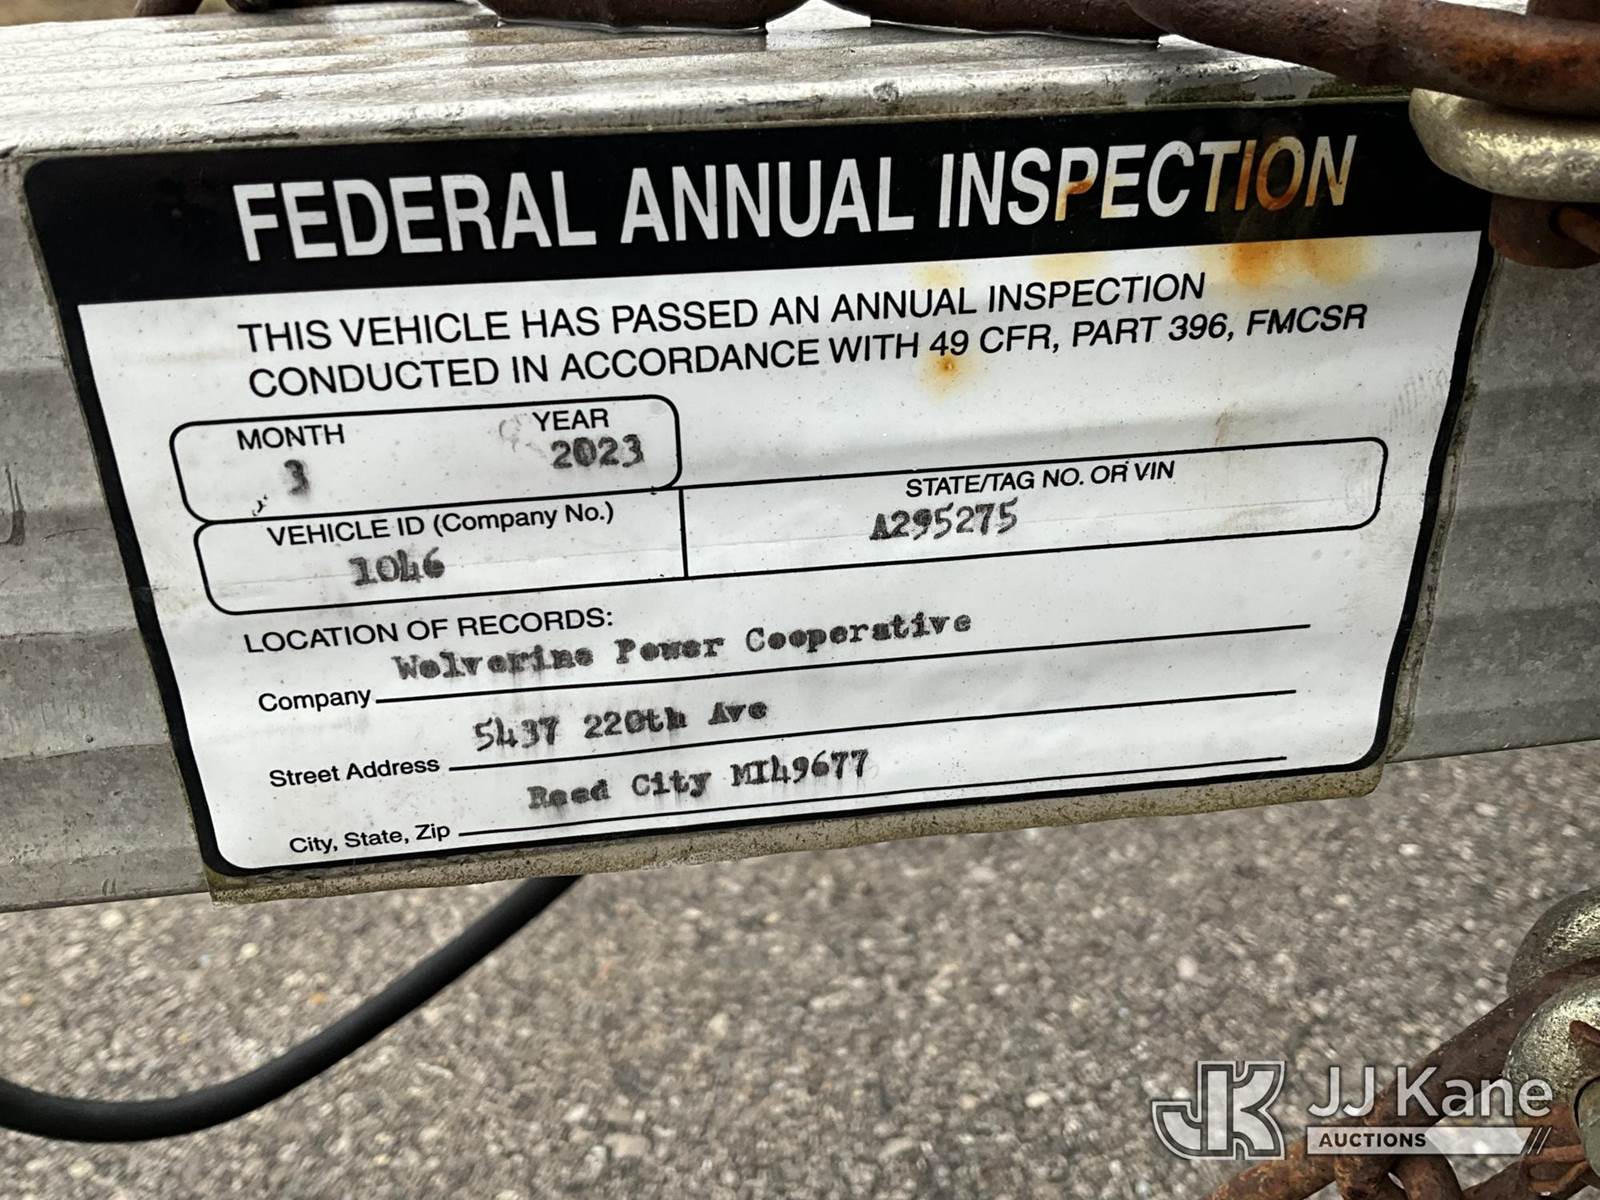 FEDERAL ANNUAL INSPECTION
THIS VEHICLE HAS PASSED AN ANNUAL INSPECTION
CONDUCTED IN ACCORDANCE WITH 49 CFR, PART 396, FMCSR
MONTH YEAR
3 2023
VEHICLE ID (Company No.) STATE/TAG NO. OR VIN
1046 A295275
LOCATION OF RECORDS:
Company Wolverine Power Cooperative
Street Address 5437 220th Ave
City, State, Zip Reed City MI49677
JK JJ Kane
AUCTIONS